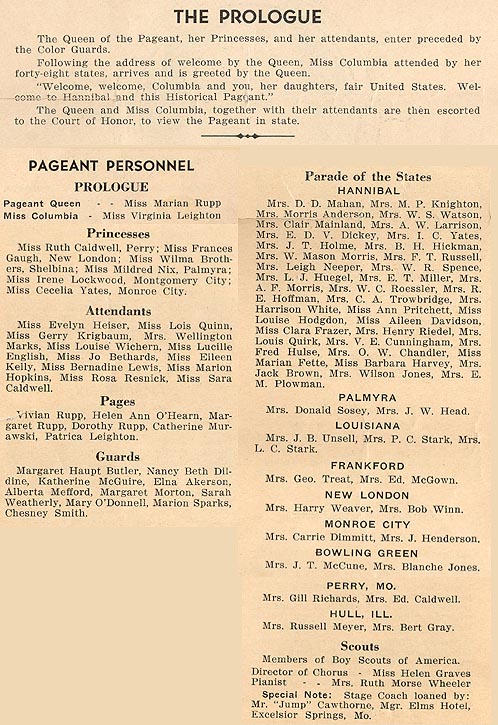 THE PROLOGUE
The Queen of the Pageant, her Princesses, and her attendants, enter preceded by
the Color Guards.
Following the address of welcome by the Queen, Miss Columbia attended by her
forty-eight states, arrives and is greeted by the Queen.
"Welcome, welcome, Columbia and you, her daughters, fair United States. Wel-
come to Hannibal and this Historical Pageant."
The Queen and Miss Columbia, together with their attendants are then escorted
to the Court of Honor, to view the Pageant in state.
PAGEANT PERSONNEL
PROLOGUE
Pageant Queen - - Miss Marian Rupp
Miss Columbia - Miss Virginia Leighton
Princesses
Miss Ruth Caldwell, Perry; Miss Frances
Gaugh, New London; Miss Wilma Broth-
ers, Shelbina; Miss Mildred Nix, Palmyra;
Miss Irene Lockwood, Montgomery City;
Miss Cecelia Yates, Monroe City.
Attendants
Miss Evelyn Heiser, Miss Lois Quinn,
Miss Gerry Krigbaum, Mrs. Wellington
Marks, Miss Louise Wichern, Miss Lucille
English, Miss Jo Bethards, Miss Eileen
Kelly, Miss Bernadine Lewis, Miss Marion
Hopkins, Miss Rosa Resnick, Miss Sara
Caldwell.
Pages
Vivian Rupp, Helen Ann O'Hearn, Mar-
garet Rupp, Dorothy Rupp, Catherine Mur-
awski, Patrica Leighton.
Guards
Margaret Haupt Butler, Nancy Beth Dil-
dine, Katherine McGuire, Elna Akerson,
Alberta Mefford, Margaret Morton, Sarah
Weatherly, Mary O'Donnell, Marion Sparks,
Chesney Smith.
Parade of the States
HANNIBAL
Mrs. D. D. Mahan, Mrs. M. P. Knighton,
Mrs. Morris Anderson, Mrs. W. S. Watson,
Mrs. Clair Mainland, Mrs. A. W. Larrison,
Mrs. E. D. V. Dickey, Mrs. I. C. Yates,
Mrs. J. T. Holme, Mrs. B. H. Hickman,
Mrs. W. Mason Morris, Mrs. F. T. Russell,
Mrs. Leigh Neeper, Mrs. W. R. Spence,
Mrs. L. J. Huegel, Mrs. E. T. Miller, Mrs.
A. F. Morris, Mrs. W. C. Roessler, Mrs. R.
E. Hoffman, Mrs. C. A. Trowbridge, Mrs.
Harrison White, Miss Ann Pritchett, Miss
Louise Hodgdon, Miss Aileen Davidson,
Miss Clara Frazer, Mrs. Henry Riedel, Mrs.
Louis Quirk, Mrs. V. E. Cunningham, Mrs.
Fred Hulse, Mrs. O. W. Chandler, Miss
Marian Fette, Miss Barbara Harvey, Mrs.
Jack Brown, Mrs. Wilson Jones, Mrs. E.
M. Plowman.
PALMYRA
Mrs. Donald Sosey, Mrs. J. W. Head.
LOUISIANA
Mrs. J. B. Unsell, Mrs. P. C. Stark, Mrs.
L. C. Stark.
FRANKFORD
Mrs. Geo. Treat, Mrs. Ed. McGown.
NEW LONDON
Mrs. Harry Weaver, Mrs. Bob Winn.
MONROE CITY
Mrs. Carrie Dimmitt, Mrs. J. Henderson,
BOWLING GREEN
Mrs. J. T. McCune, Mrs. Blanche Jones.
PERRY, MO.
Mrs. Gill Richards, Mrs. Ed. Caldwell.
HULL, ILL.
Mrs. Russell Meyer, Mrs. Bert Gray.
Scouts
Members of Boy Scouts of America.
Director of Chorus - Miss Helen Graves
Pianist - - Mrs. Ruth Morse Wheeler
Special Note: Stage Coach loaned by:
Mr. "Jump" Cawthorne, Mgr. Elms Hotel,
Excelsior Springs, Mo.